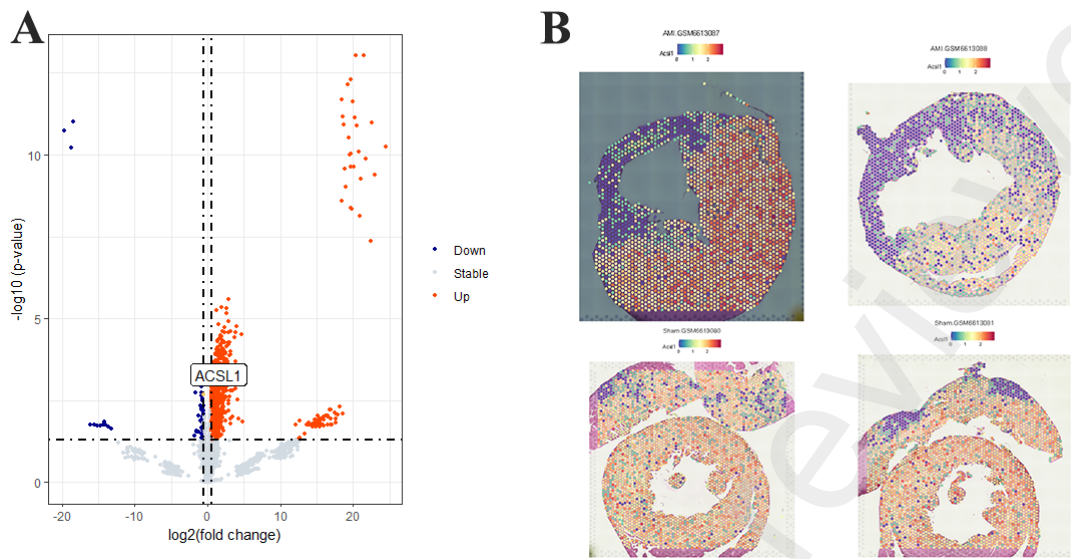 A
-log10 (p-value)
10
5
0
ACSL1
-20
-10
0
10
20
log2(fold change)
Down
Stable
Up
B
AMI.GSM6613087
Acsl1
0
1
2
AMI.GSM6613088
Acsl1
0
1
2
Sham.GSM6613080
Acsl1
0
1
2
Sham.GSM6613081
Acsl1
0
1
2
review